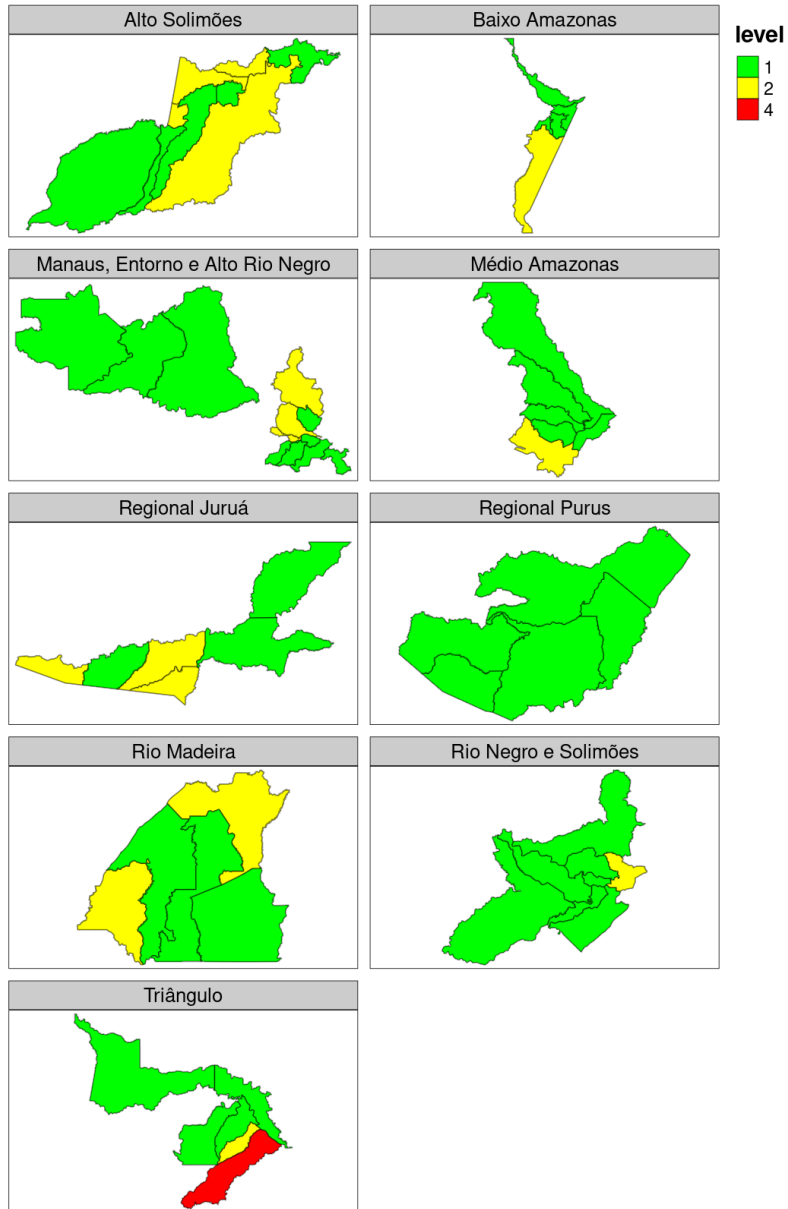 Alto Solimões
Baixo Amazonas
level
1
2
4
Manaus, Entorno e Alto Rio Negro
Médio Amazonas
Regional Juruá
Regional Purus
Rio Madeira
Rio Negro e Solimões
Triângulo